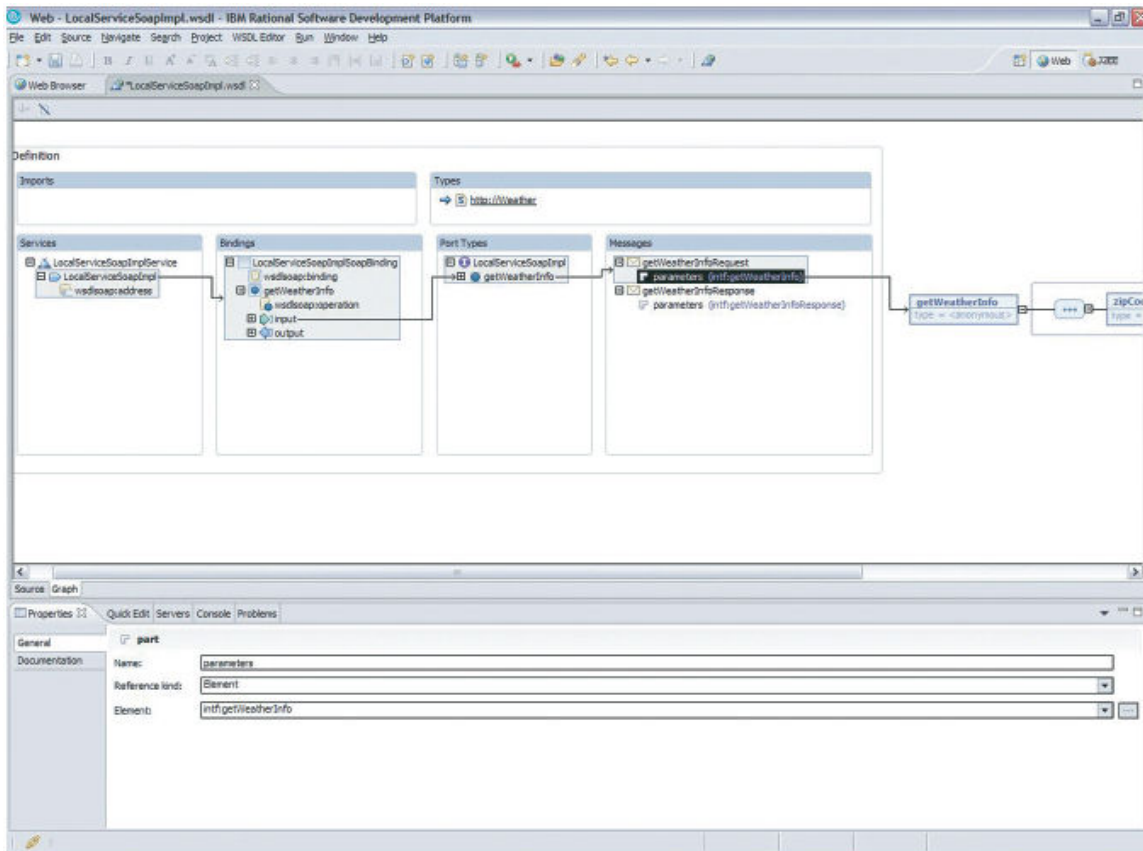 Web - LocalServiceSoapImpl.wsdl - IBM Rational Software Development Platform
File Edit Source Navigate Search Project WSDL Editor Run Window Help
Web
J2EE
Web Browser
*LocalServiceSoapImpl.wsdl
Definition
Imports
Types
http://Weather
Services
Bindings
Port Types
Messages
LocalServiceSoapImplService
LocalServiceSoapImplSoapBinding
LocalServiceSoapImpl
getWeatherInfoRequest
LocalServiceSoapImpl
wsdlsoap:binding
getWeatherInfo
parameters (intf:getWeatherInfo)
wsdlsoap:address
getWeatherInfo
getWeatherInfoResponse
wsdlsoap:operation
parameters (intf:getWeatherInfoResponse)
input
output
getWeatherInfo
type = <anonymous>
zipCo
type =
Source Graph
Properties
Quick Edit Servers Console Problems
General
part
Documentation
Name:
parameters
Reference kind:
Element
Element:
intf:getWeatherInfo